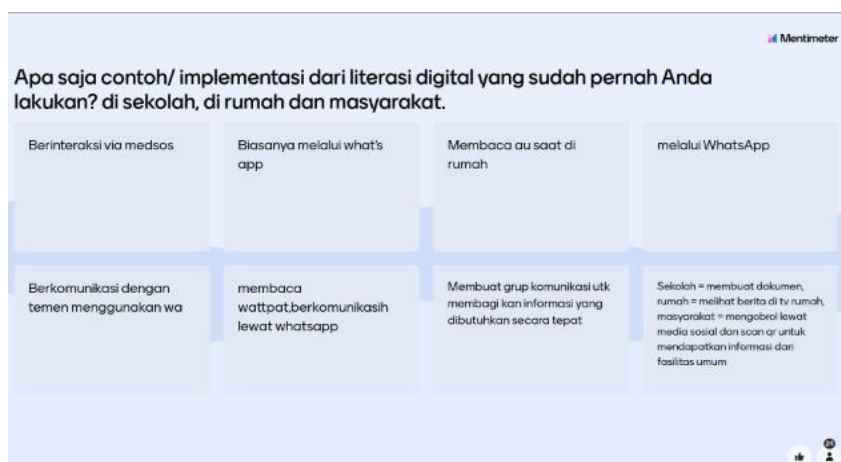 Mentimeter
Apa saja contoh/ implementasi dari literasi digital yang sudah pernah Anda
lakukan? di sekolah, di rumah dan masyarakat.
Berinteraksi via medsos
Biasanya melalui what's
app
Membaca au saat di
rumah
melalui WhatsApp
Berkomunikasi dengan
temen menggunakan wa
membaca
wattpat,berkomunikasih
lewat whatsapp
Membuat grup komunikasi utk
membagi kan informasi yang
dibutuhkan secara tepat
Sekolah = membuat dokumen,
rumah = melihat berita di tv rumah,
masyarakat = mengobrol lewat
media sosial dan scan qr untuk
mendapatkan informasi dari
fasilitas umum